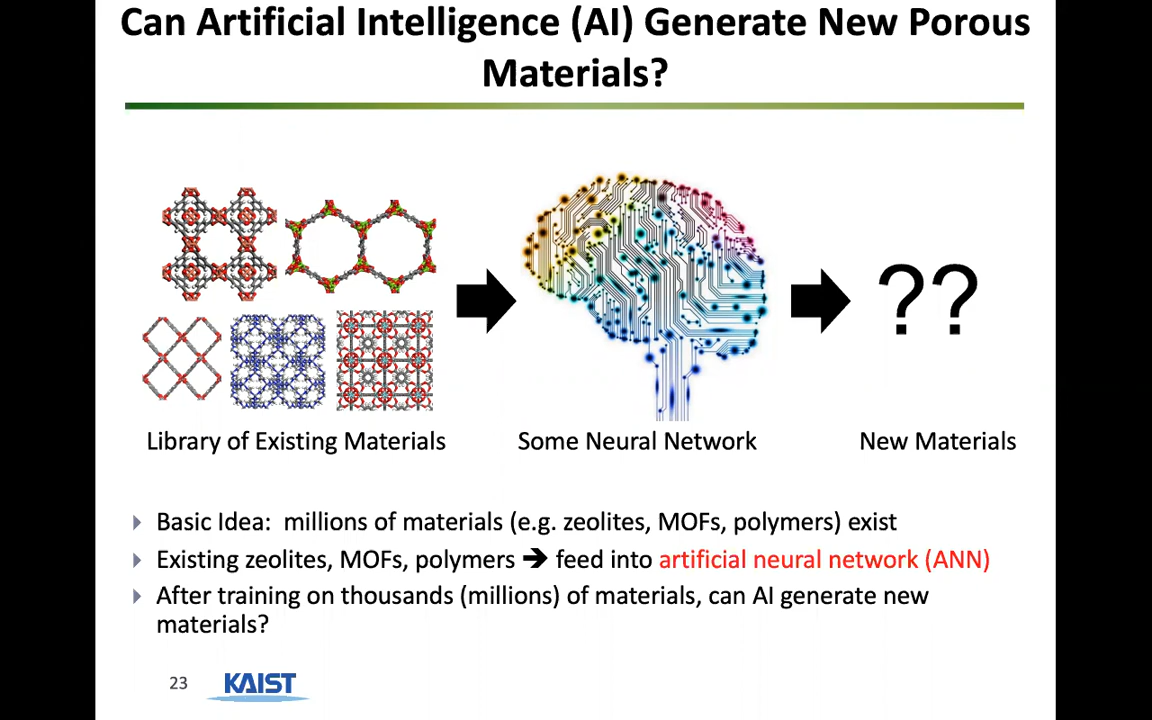 Can Artificial Intelligence (AI) Generate New Porous
Materials?
??
Library of Existing Materials
Some Neural Network
New Materials
Basic Idea: millions of materials (e.g. zeolites, MOFs, polymers) exist
Existing zeolites, MOFs, polymers ➔ feed into artificial neural network (ANN)
After training on thousands (millions) of materials, can AI generate new
materials?
23
KAIST